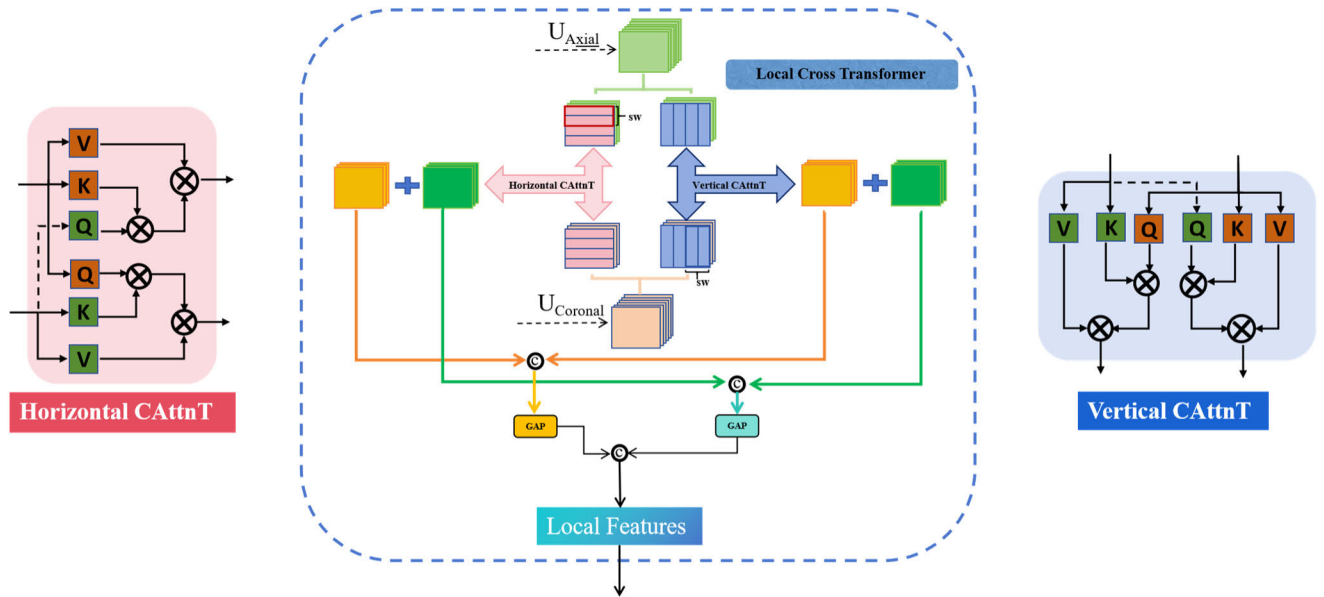 U_Axial
Local Cross Transformer
sw
V
K
Q
Q
K
V
Horizontal CAttnT
Horizontal CAttnT
Vertical CAttnT
sw
U_Coronal
C
C
GAP
GAP
C
Local Features
V
K
Q
Q
K
V
Vertical CAttnT